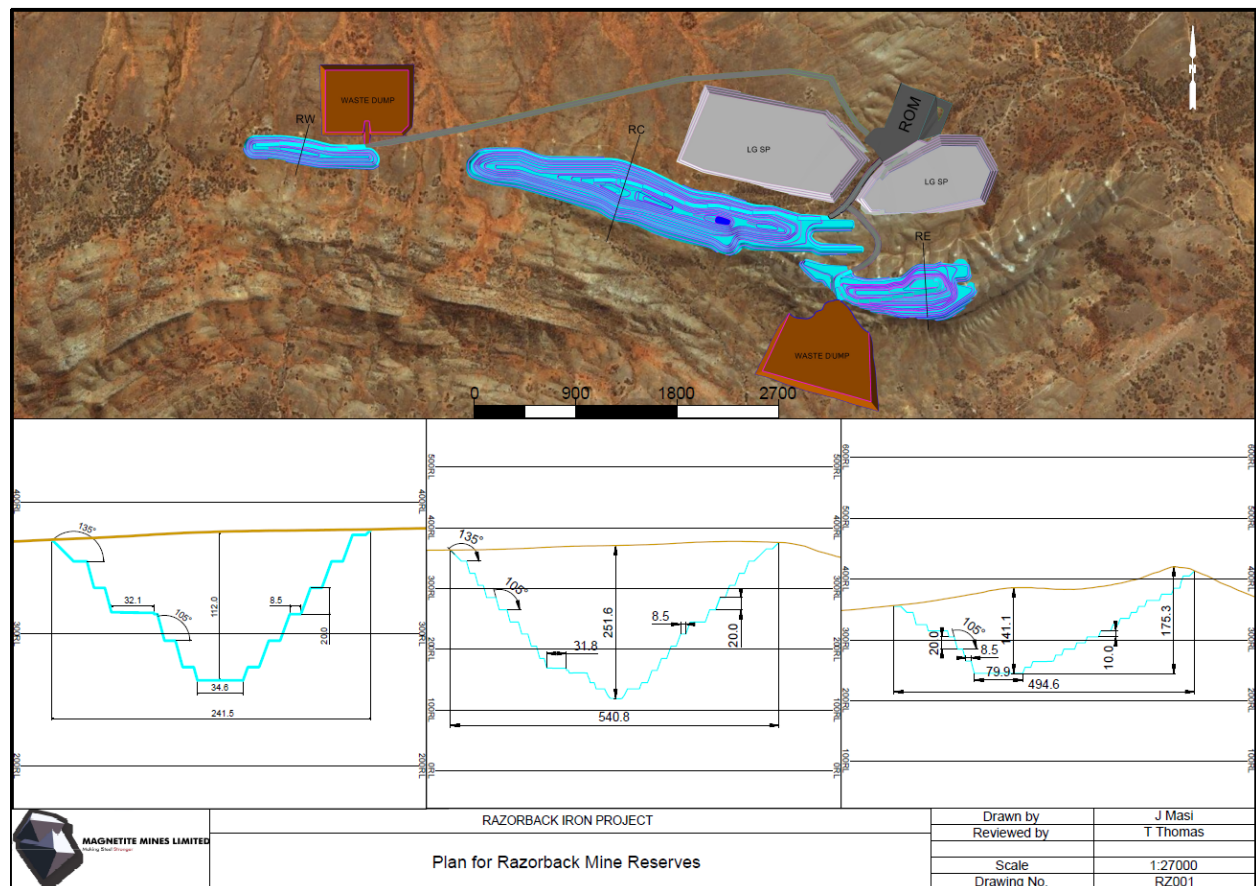 N
WASTE DUMP
RW
RC
ROM
LG SP
LG SP
RE
WASTE DUMP
0 900 1800 2700
400RL 400RL
300RL 300RL
200RL 200RL
135°
32.1
105°
112.0
8.5
20.0
34.6
241.5
500RL 500RL
400RL 400RL
300RL 300RL
200RL 200RL
100RL 100RL
0RL 0RL
135°
105°
251.6
8.5
20.0
31.8
540.8
600RL 600RL
500RL 500RL
400RL 400RL
300RL 300RL
200RL 200RL
100RL 100RL
20.0
105°
8.5
141.1
79.9
10.0
175.3
494.6
MAGNETITE MINES LIMITED
Making Steel Stronger
RAZORBACK IRON PROJECT
Plan for Razorback Mine Reserves
Drawn by J Masi
Reviewed by T Thomas
Scale 1:27000
Drawing No. RZ001